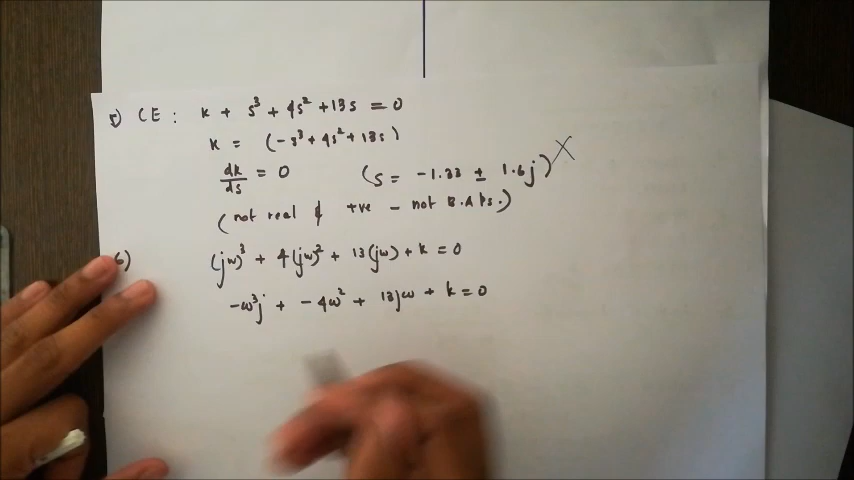 5) CE : k + s³ + 4s² + 13s = 0
k = (-s³ + 4s² + 13s)
dk/ds = 0 (s = -1.33 ± 1.6j) X
(not real & +ve - not B.A Pts.)
6) (jω)³ + 4(jω)² + 13(jω) + k = 0
-ω³j + -4ω² + 13jω + k = 0